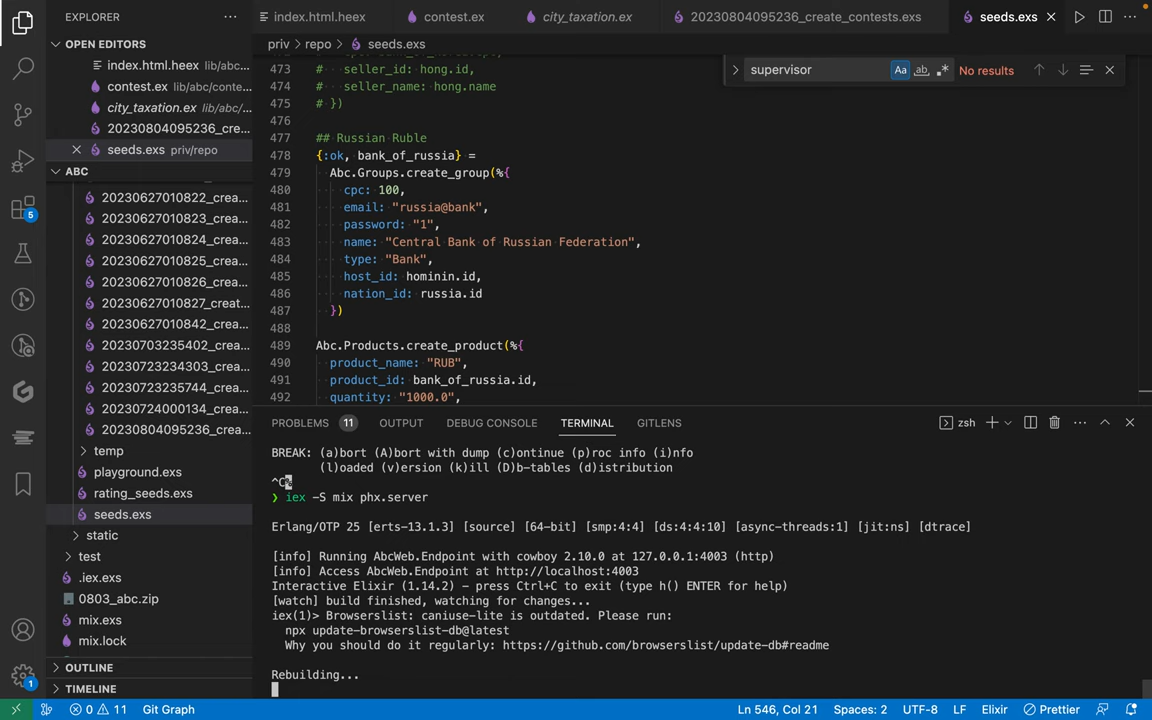 EXPLORER
index.html.heex
contest.ex
city_taxation.ex
20230804095236_create_contests.exs
seeds.exs
OPEN EDITORS
index.html.heex lib/abc...
contest.ex lib/abc/conte...
city_taxation.ex lib/abc/...
20230804095236_cre...
seeds.exs priv/repo
ABC
20230627010822_crea...
20230627010823_crea...
20230627010824_crea...
20230627010825_crea...
20230627010826_crea...
20230627010827_creat...
20230627010842_crea...
20230703235402_crea...
20230723234303_crea...
20230723235744_crea...
20230724000134_crea...
20230804095236_crea...
temp
playground.exs
rating_seeds.exs
seeds.exs
static
test
.iex.exs
0803_abc.zip
mix.exs
mix.lock
OUTLINE
TIMELINE
5
1
priv > repo > seeds.exs
supervisor
Aa ab .* No results
473 # seller_id: hong.id,
474 # seller_name: hong.name
475 # })
476
477 ## Russian Ruble
478 {:ok, bank_of_russia} =
479 Abc.Groups.create_group(%{
480 cpc: 100,
481 email: "russia@bank",
482 password: "1",
483 name: "Central Bank of Russian Federation",
484 type: "Bank",
485 host_id: hominin.id,
486 nation_id: russia.id
487 })
488
489 Abc.Products.create_product(%{
490 product_name: "RUB",
491 product_id: bank_of_russia.id,
492 quantity: "1000.0",
PROBLEMS 11 OUTPUT DEBUG CONSOLE TERMINAL GITLENS
zsh
BREAK: (a)bort (A)bort with dump (c)ontinue (p)roc info (i)nfo
(l)oaded (v)ersion (k)ill (D)b-tables (d)istribution
^C%
❯ iex -S mix phx.server
Erlang/OTP 25 [erts-13.1.3] [source] [64-bit] [smp:4:4] [ds:4:4:10] [async-threads:1] [jit:ns] [dtrace]
[info] Running AbcWeb.Endpoint with cowboy 2.10.0 at 127.0.0.1:4003 (http)
[info] Access AbcWeb.Endpoint at http://localhost:4003
Interactive Elixir (1.14.2) - press Ctrl+C to exit (type h() ENTER for help)
[watch] build finished, watching for changes...
iex(1)> Browserslist: caniuse-lite is outdated. Please run:
npx update-browserslist-db@latest
Why you should do it regularly: https://github.com/browserslist/update-db#readme
Rebuilding...
0 11 Git Graph
Ln 546, Col 21 Spaces: 2 UTF-8 LF Elixir Prettier